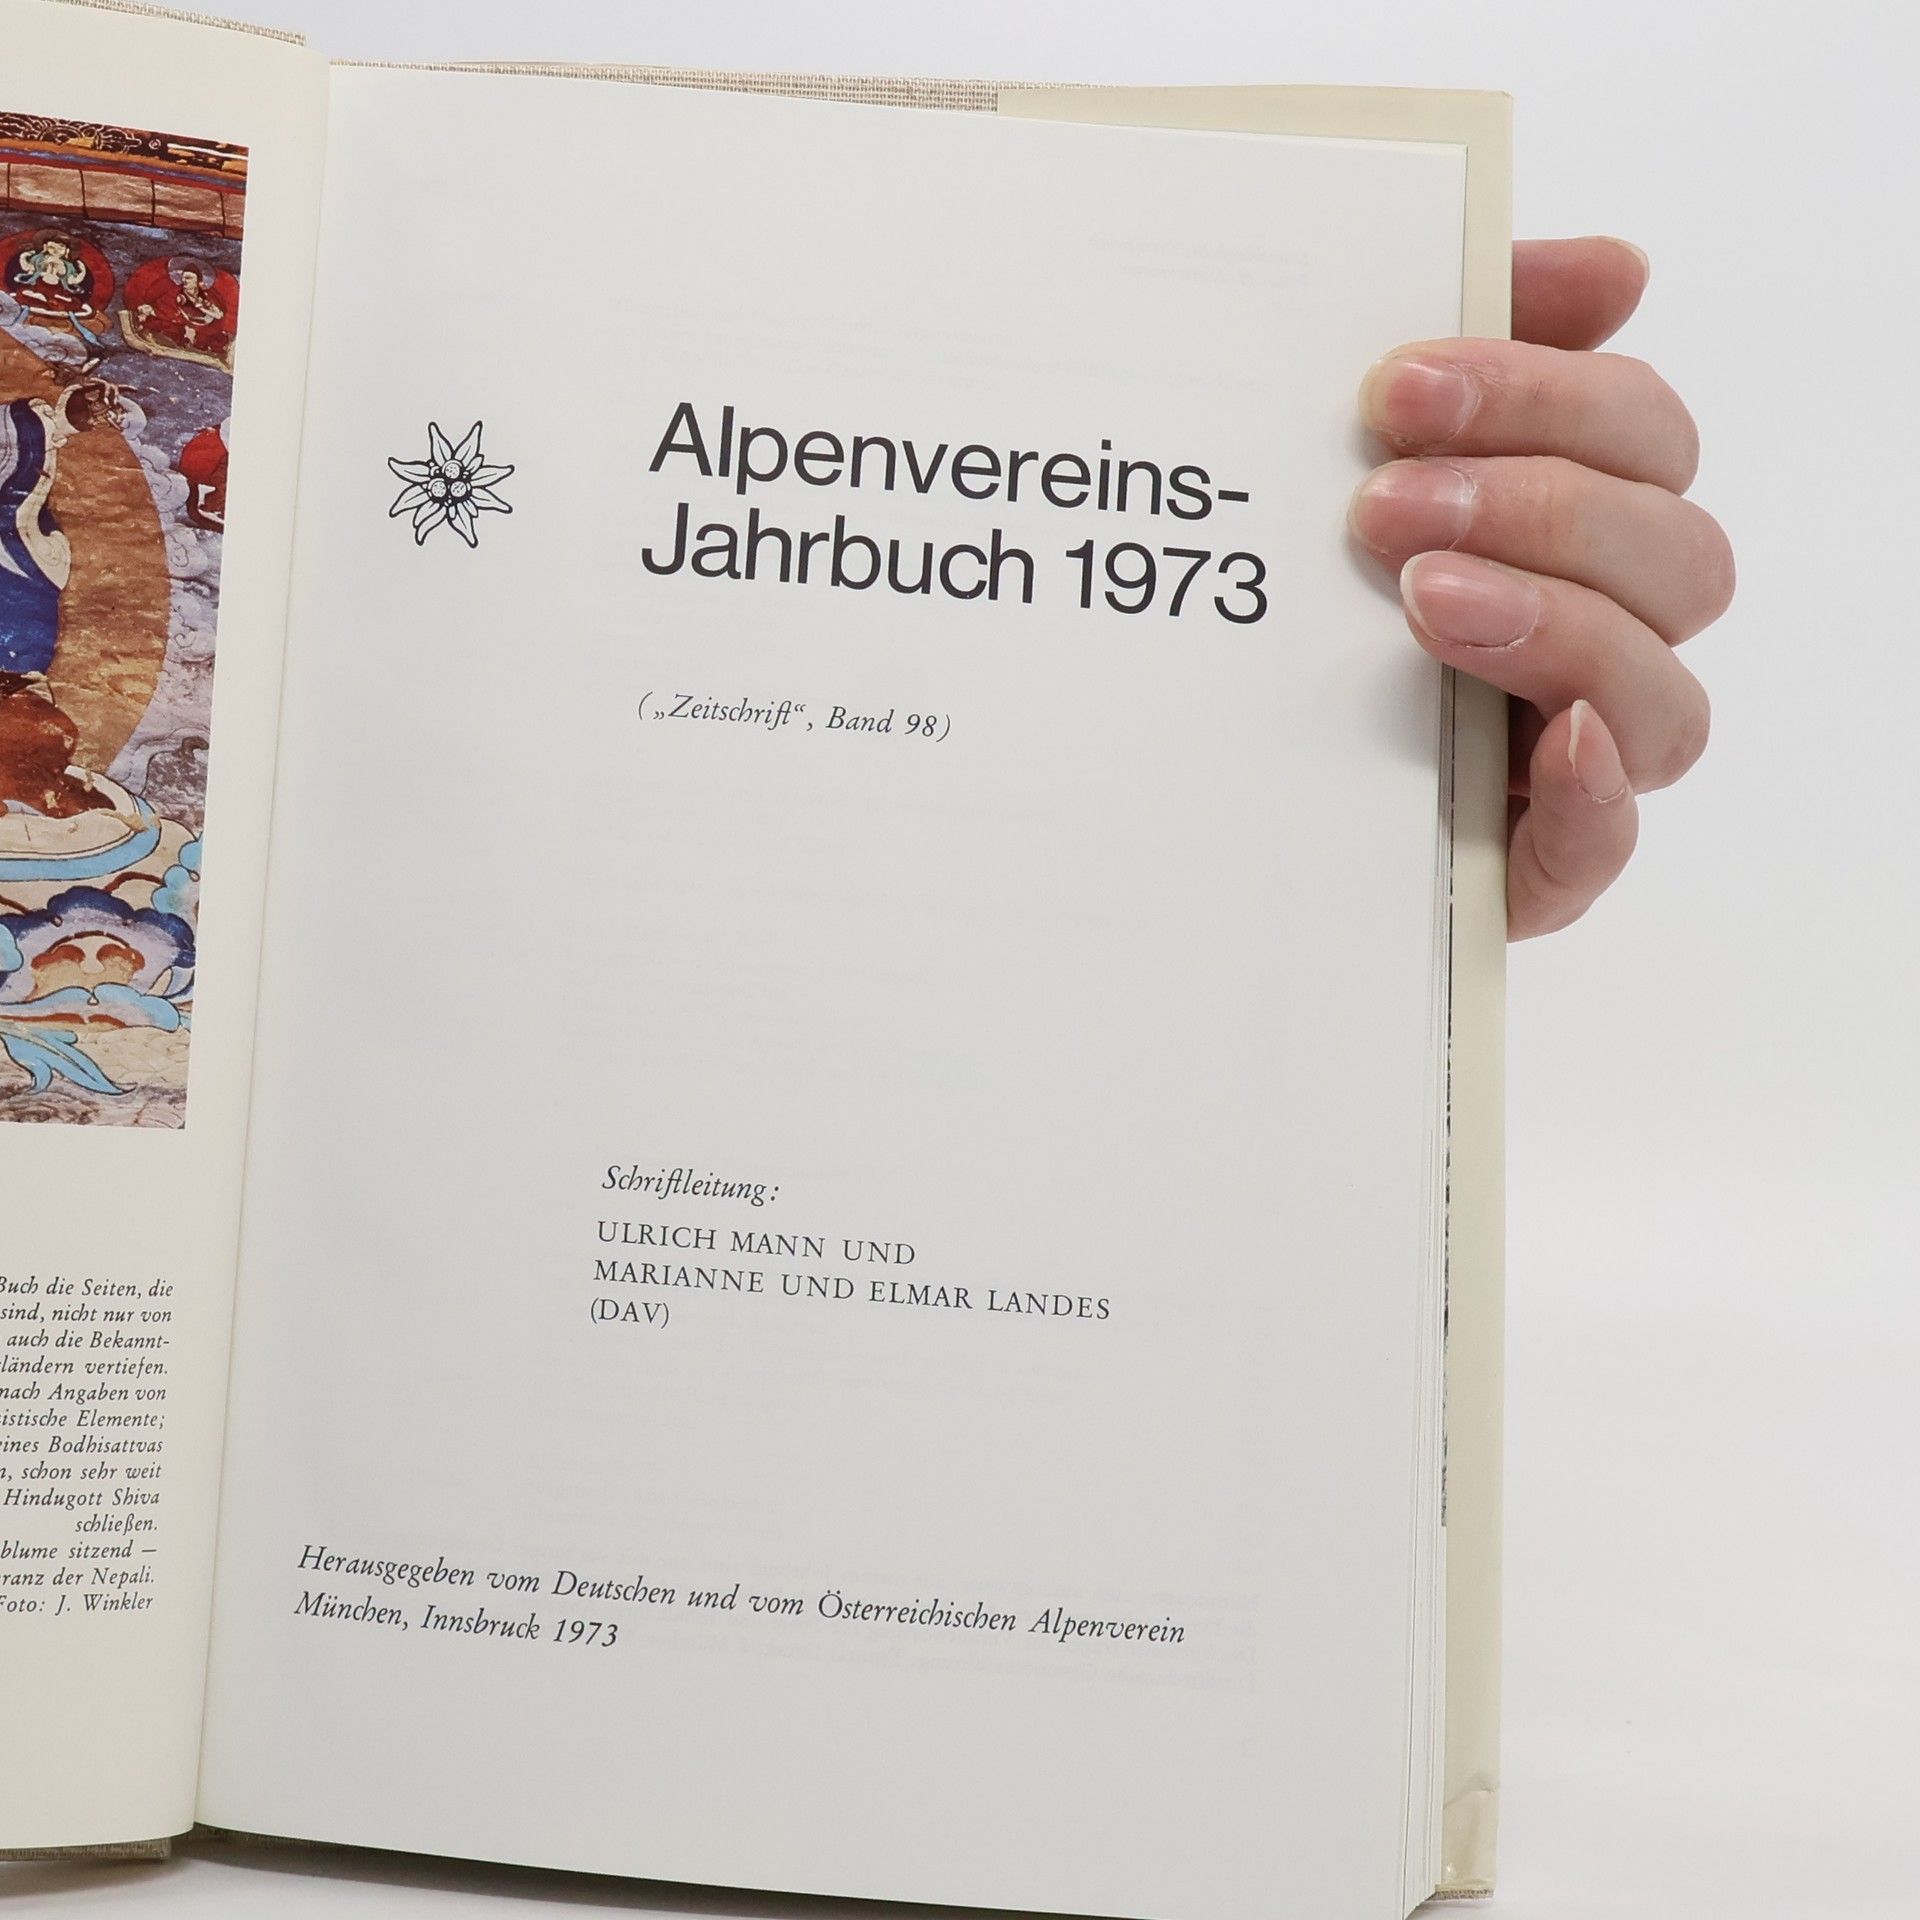 Buch die Seiten, die
sind, nicht nur von
auch die Bekannt-
ländern vertiefen.
nach Angaben von
istische Elemente;
eines Bodhisattvas
schon sehr weit
Hindugott Shiva
schließen.
blume sitzend —
ranz der Nepali.
Foto: J. Winkler
Alpenvereins-
Jahrbuch 1973
(„Zeitschrift“, Band 98)
Schriftleitung:
ULRICH MANN UND
MARIANNE UND ELMAR LANDES
(DAV)
Herausgegeben vom Deutschen und vom Österreichischen Alpenverein
München, Innsbruck 1973